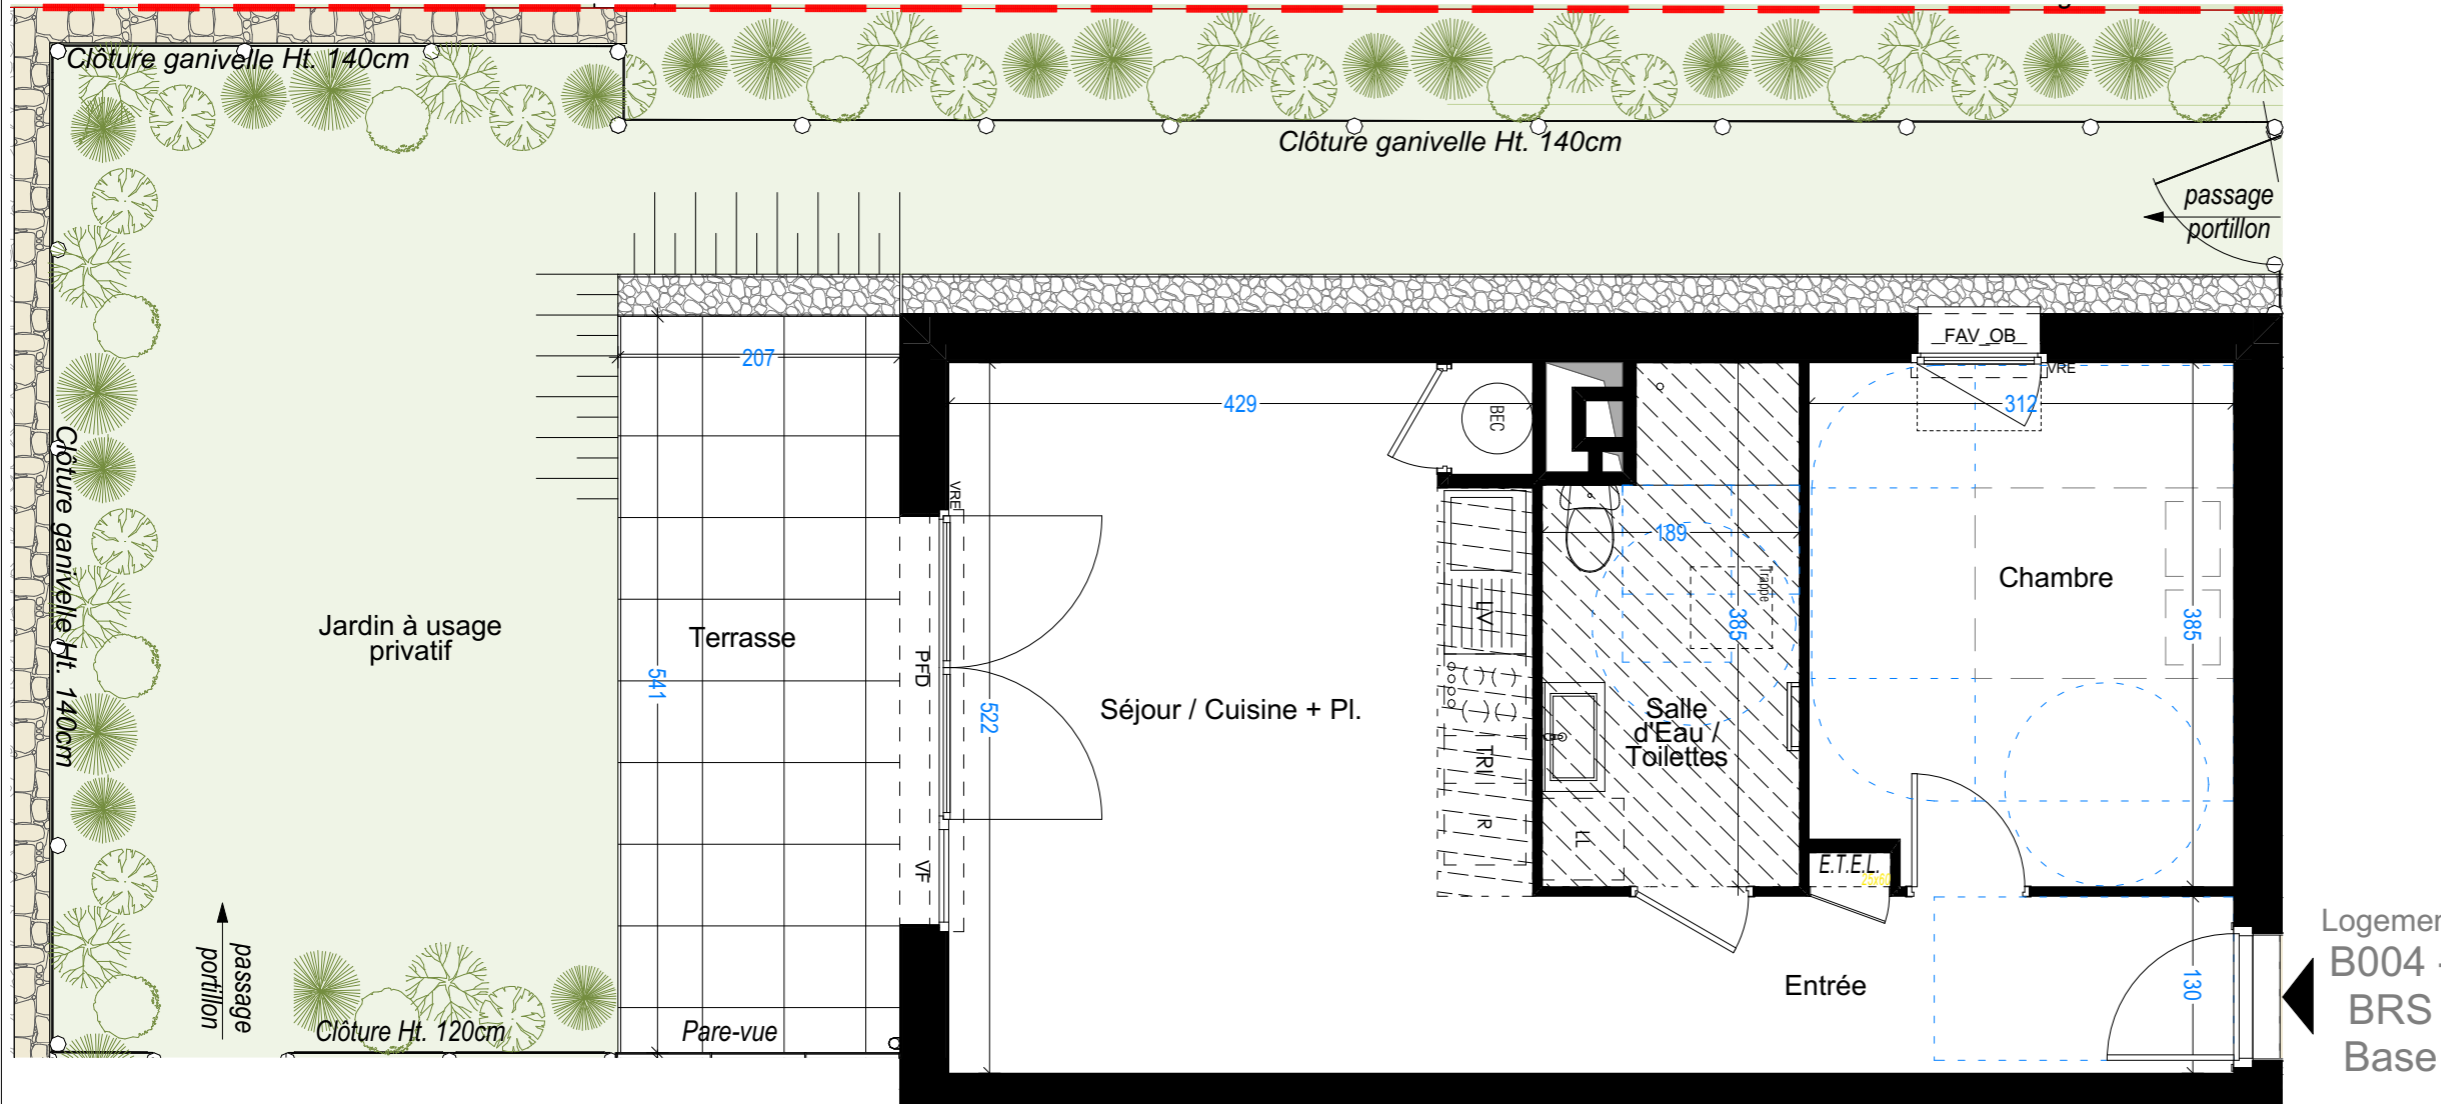 Clôture ganivelle Ht. 140cm
Clôture ganivelle Ht. 140cm
passage
portillon
FAV_OB
VRE
207
429
312
BEC
VRE
189
Trappe
Clôture ganivelle Ht. 140cm
Chambre
385
385
LV
Jardin à usage
privatif
Terrasse
PFD
541
522
Séjour / Cuisine + Pl.
Salle
d'Eau /
Toilettes
TRI
R
LL
VF
E.T.E.L.
25x60
passage
portillon
Entrée
130
Clôture Ht. 120cm
Pare-vue
Logemen
B004 -
BRS
Base